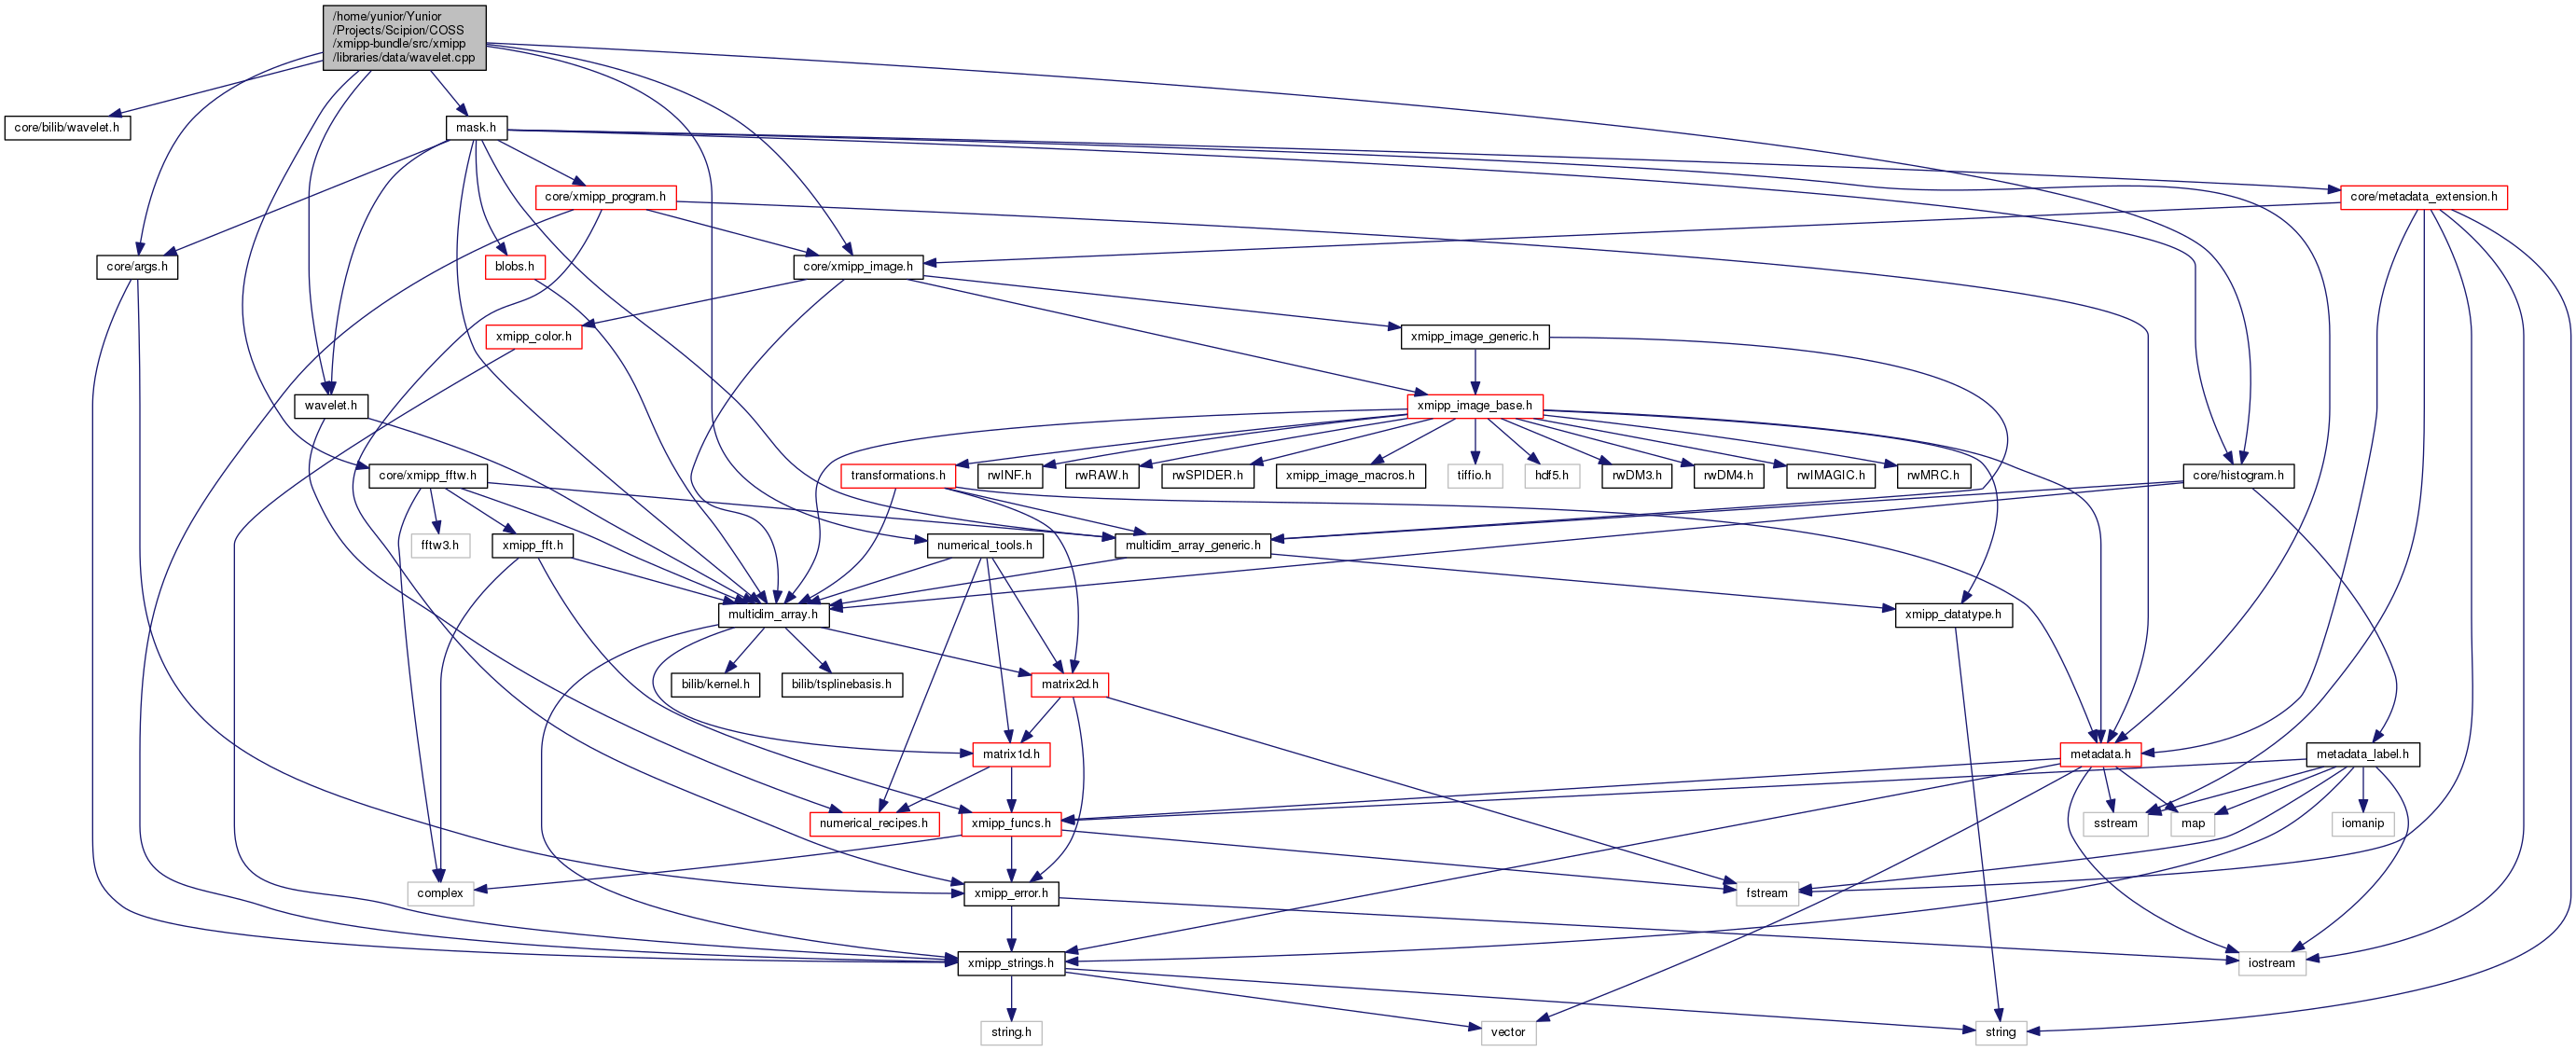 /home/yunior/Yunior
/Projects/Scipion/COSS
/xmipp-bundle/src/xmipp
/libraries/data/wavelet.cpp
core/bilib/wavelet.h
mask.h
core/xmipp_program.h
core/metadata_extension.h
core/args.h
blobs.h
core/xmipp_image.h
xmipp_color.h
xmipp_image_generic.h
wavelet.h
xmipp_image_base.h
core/xmipp_fftw.h
transformations.h
rwINF.h
rwRAW.h
rwSPIDER.h
xmipp_image_macros.h
tiffio.h
hdf5.h
rwDM3.h
rwDM4.h
rwIMAGIC.h
rwMRC.h
core/histogram.h
fftw3.h
xmipp_fft.h
numerical_tools.h
multidim_array_generic.h
multidim_array.h
xmipp_datatype.h
bilib/kernel.h
bilib/tsplinebasis.h
matrix2d.h
matrix1d.h
metadata.h
metadata_label.h
numerical_recipes.h
xmipp_funcs.h
sstream
map
iomanip
complex
xmipp_error.h
fstream
xmipp_strings.h
iostream
string.h
vector
string